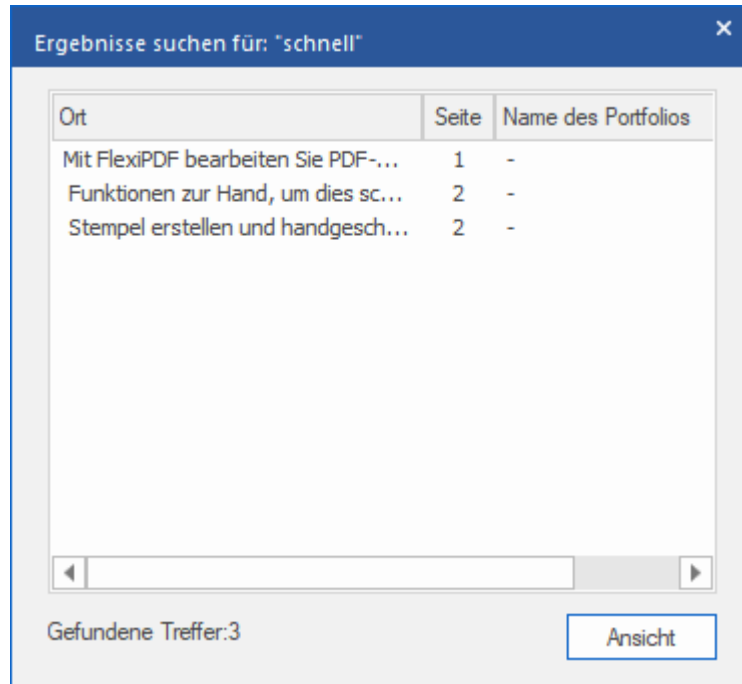 Ergebnisse suchen für: "schnell"
Ort Seite Name des Portfolios
Mit FlexiPDF bearbeiten Sie PDF-... 1 -
Funktionen zur Hand, um dies sc... 2 -
Stempel erstellen und handgesch... 2 -
Gefundene Treffer:3
Ansicht